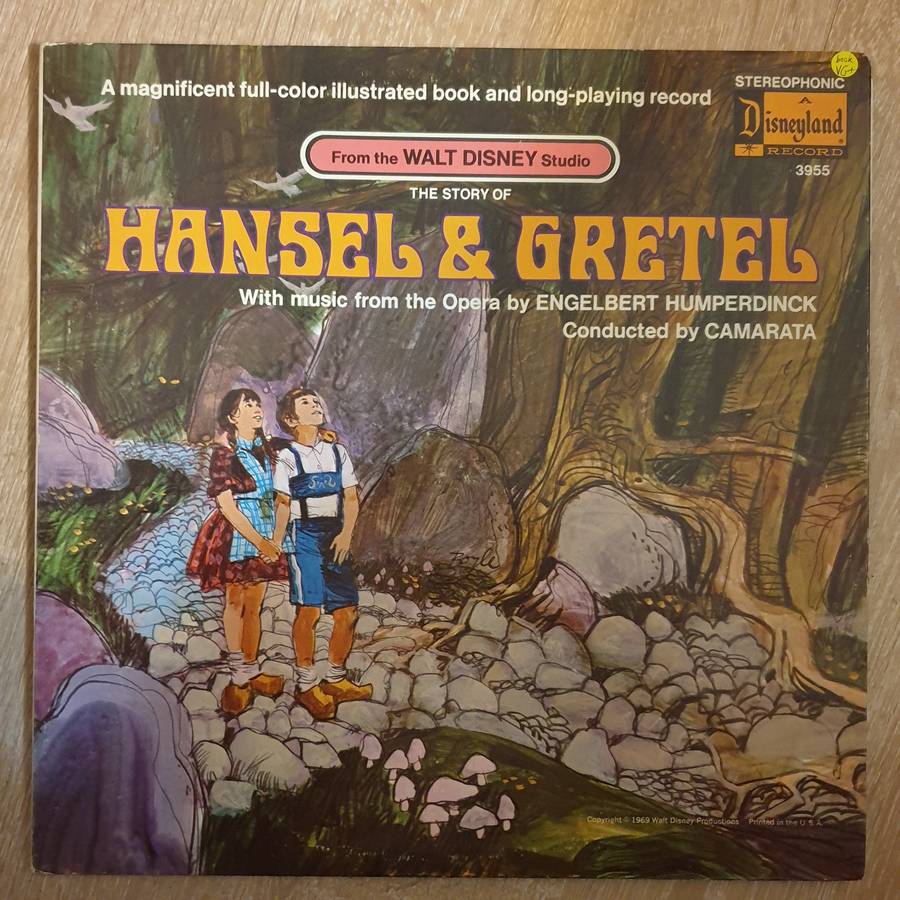 A magnificent full-color illustrated book and long-playing record
book
VG+
STEREOPHONIC
A
Disneyland
RECORD
3955
From the WALT DISNEY Studio
THE STORY OF
HANSEL & GRETEL
With music from the Opera by ENGELBERT HUMPERDINCK
Conducted by CAMARATA
Copyright © 1969 Walt Disney Productions Printed in the U.S.A.